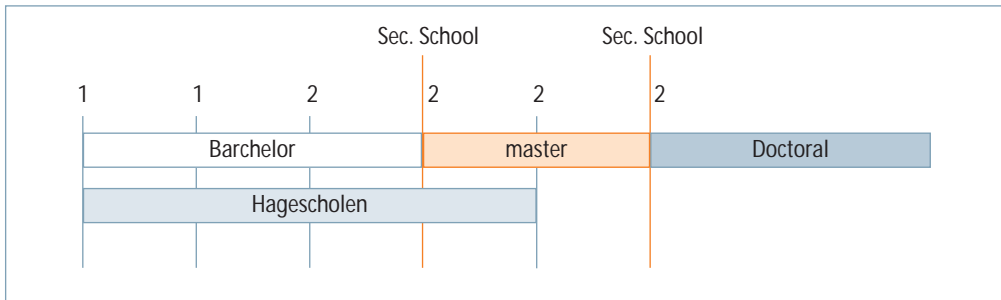 Sec. School Sec. School
1 1 2 2 2 2
Barchelor master Doctoral
Hagescholen